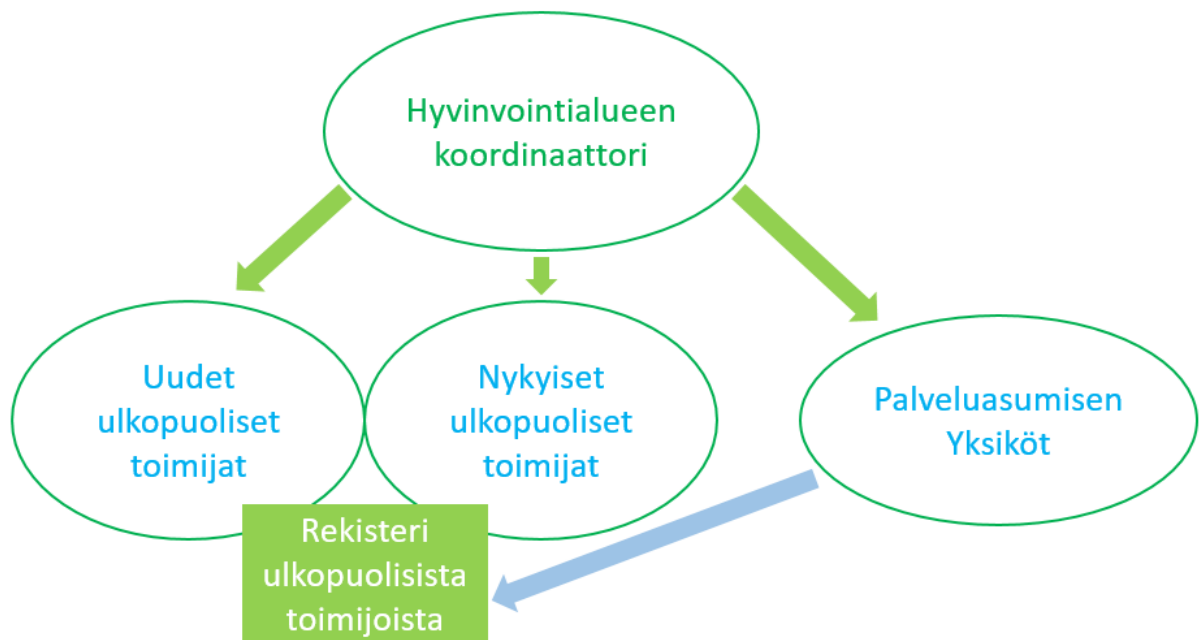 Hyvinvointialueen
koordinaattori
Uudet
ulkopuoliset
toimijat
Nykyiset
ulkopuoliset
toimijat
Palveluasumisen
Yksiköt
Rekisteri
ulkopuolisista
toimijoista